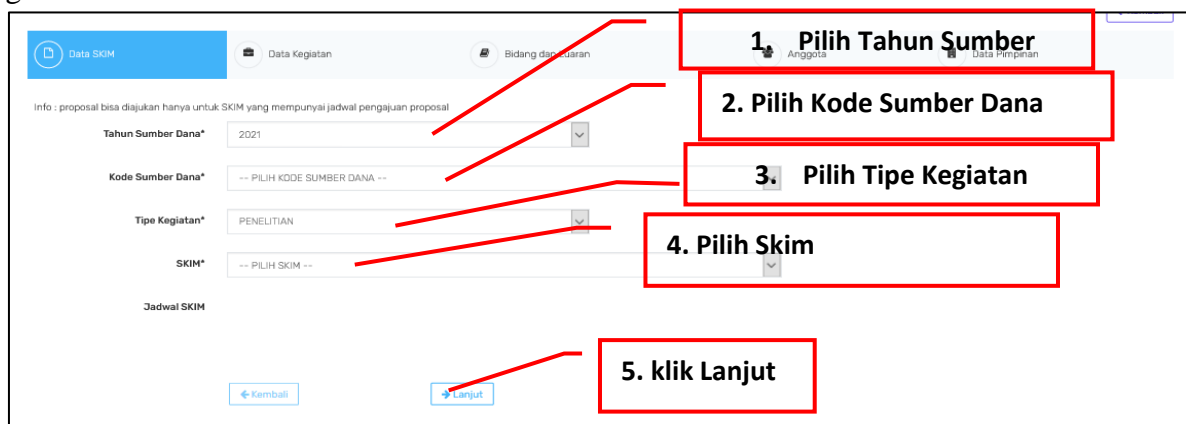 Data SKIM
Data Kegiatan
Bidang dan Luaran
Anggota
Data Pimpinan
1. Pilih Tahun Sumber
Info : proposal bisa diajukan hanya untuk SKIM yang mempunyai jadwal pengajuan proposal
2. Pilih Kode Sumber Dana
Tahun Sumber Dana* 2021
Kode Sumber Dana* -- PILIH KODE SUMBER DANA --
3. Pilih Tipe Kegiatan
Tipe Kegiatan* PENELITIAN
4. Pilih Skim
SKIM* -- PILIH SKIM --
Jadwal SKIM
5. klik Lanjut
Kembali
Lanjut